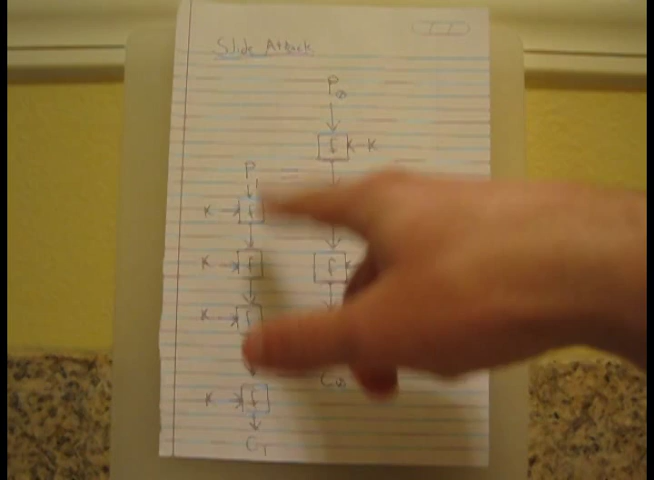 Slide Attack
P0
f K
P1 =
K f
K f f
K f
C0
K f
C1